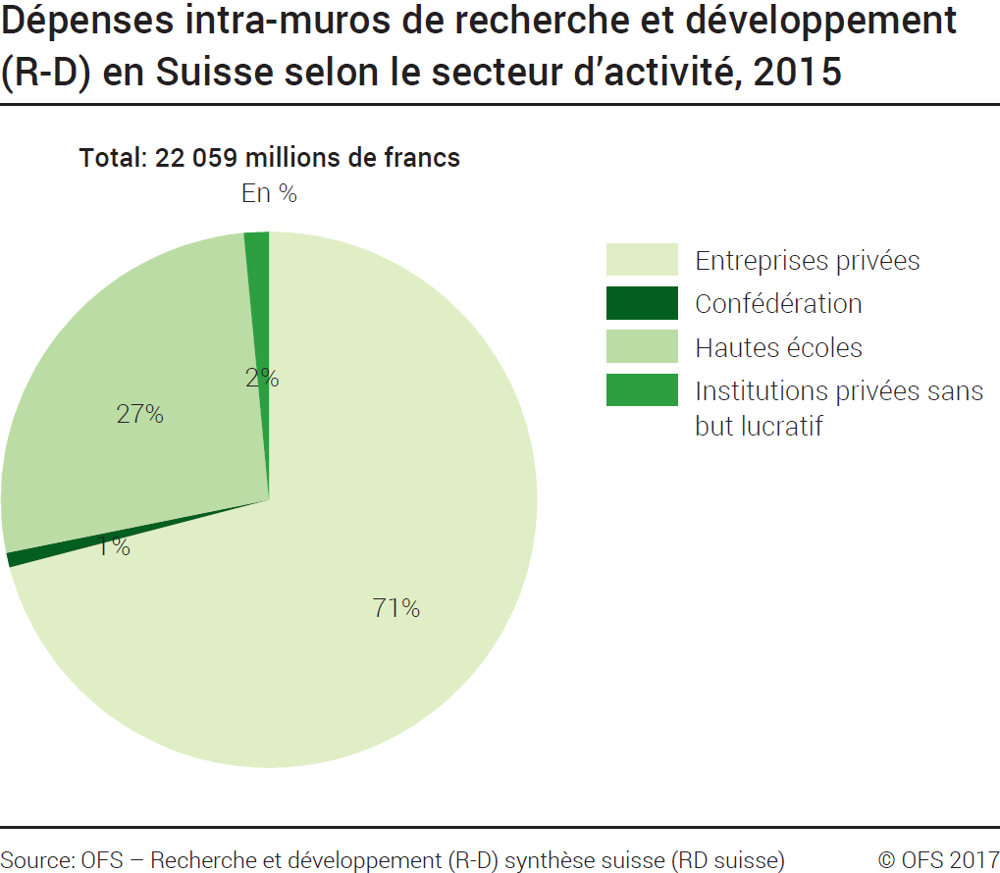 Dépenses intra-muros de recherche et développement
(R-D) en Suisse selon le secteur d’activité, 2015
Total: 22 059 millions de francs
En %
Entreprises privées
Confédération
Hautes écoles
Institutions privées sans
but lucratif
2%
27%
1%
71%
Source: OFS – Recherche et développement (R-D) synthèse suisse (RD suisse)
© OFS 2017